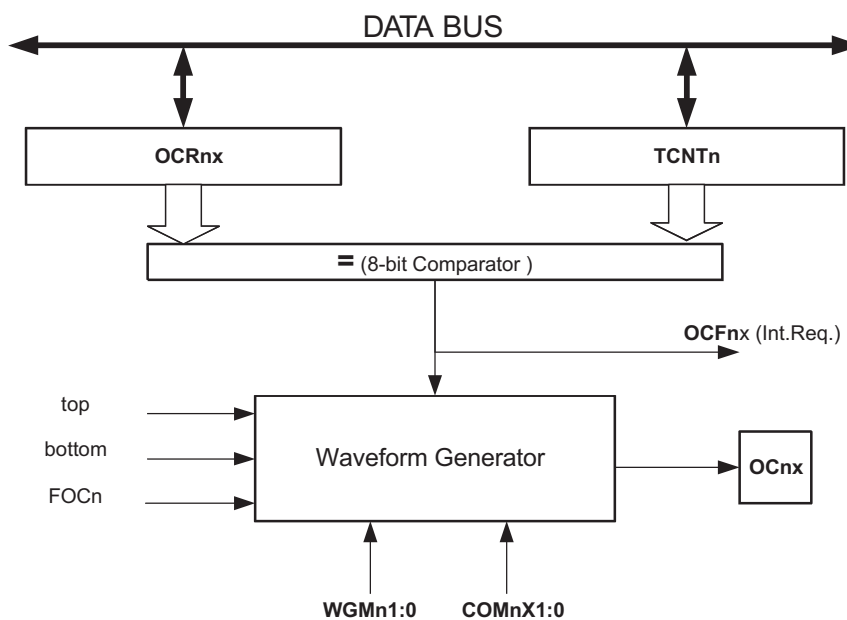 DATA BUS
OCRnx
TCNTn
= (8-bit Comparator )
OCFnx (Int.Req.)
top
bottom
FOCn
Waveform Generator
OCnx
WGMn1:0
COMnX1:0